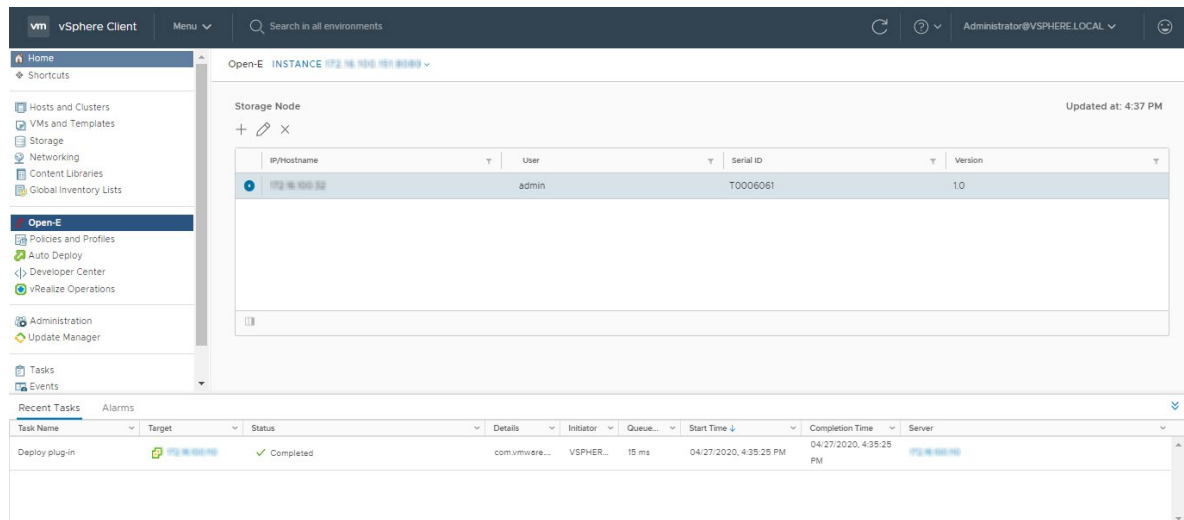 vm vSphere Client Menu Search in all environments Administrator@VSPHERE.LOCAL
Home
Shortcuts
Hosts and Clusters
VMs and Templates
Storage
Networking
Content Libraries
Global Inventory Lists
Open-E
Policies and Profiles
Auto Deploy
Developer Center
vRealize Operations
Administration
Update Manager
Tasks
Events
Open-E INSTANCE
Storage Node Updated at: 4:37 PM
IP/Hostname User Serial ID Version
admin T0006061 1.0
Recent Tasks Alarms
Task Name Target Status Details Initiator Queue... Start Time Completion Time Server
Deploy plug-in Completed com.vmware.... VSPHER... 15 ms 04/27/2020, 4:35:25 PM 04/27/2020, 4:35:25
PM